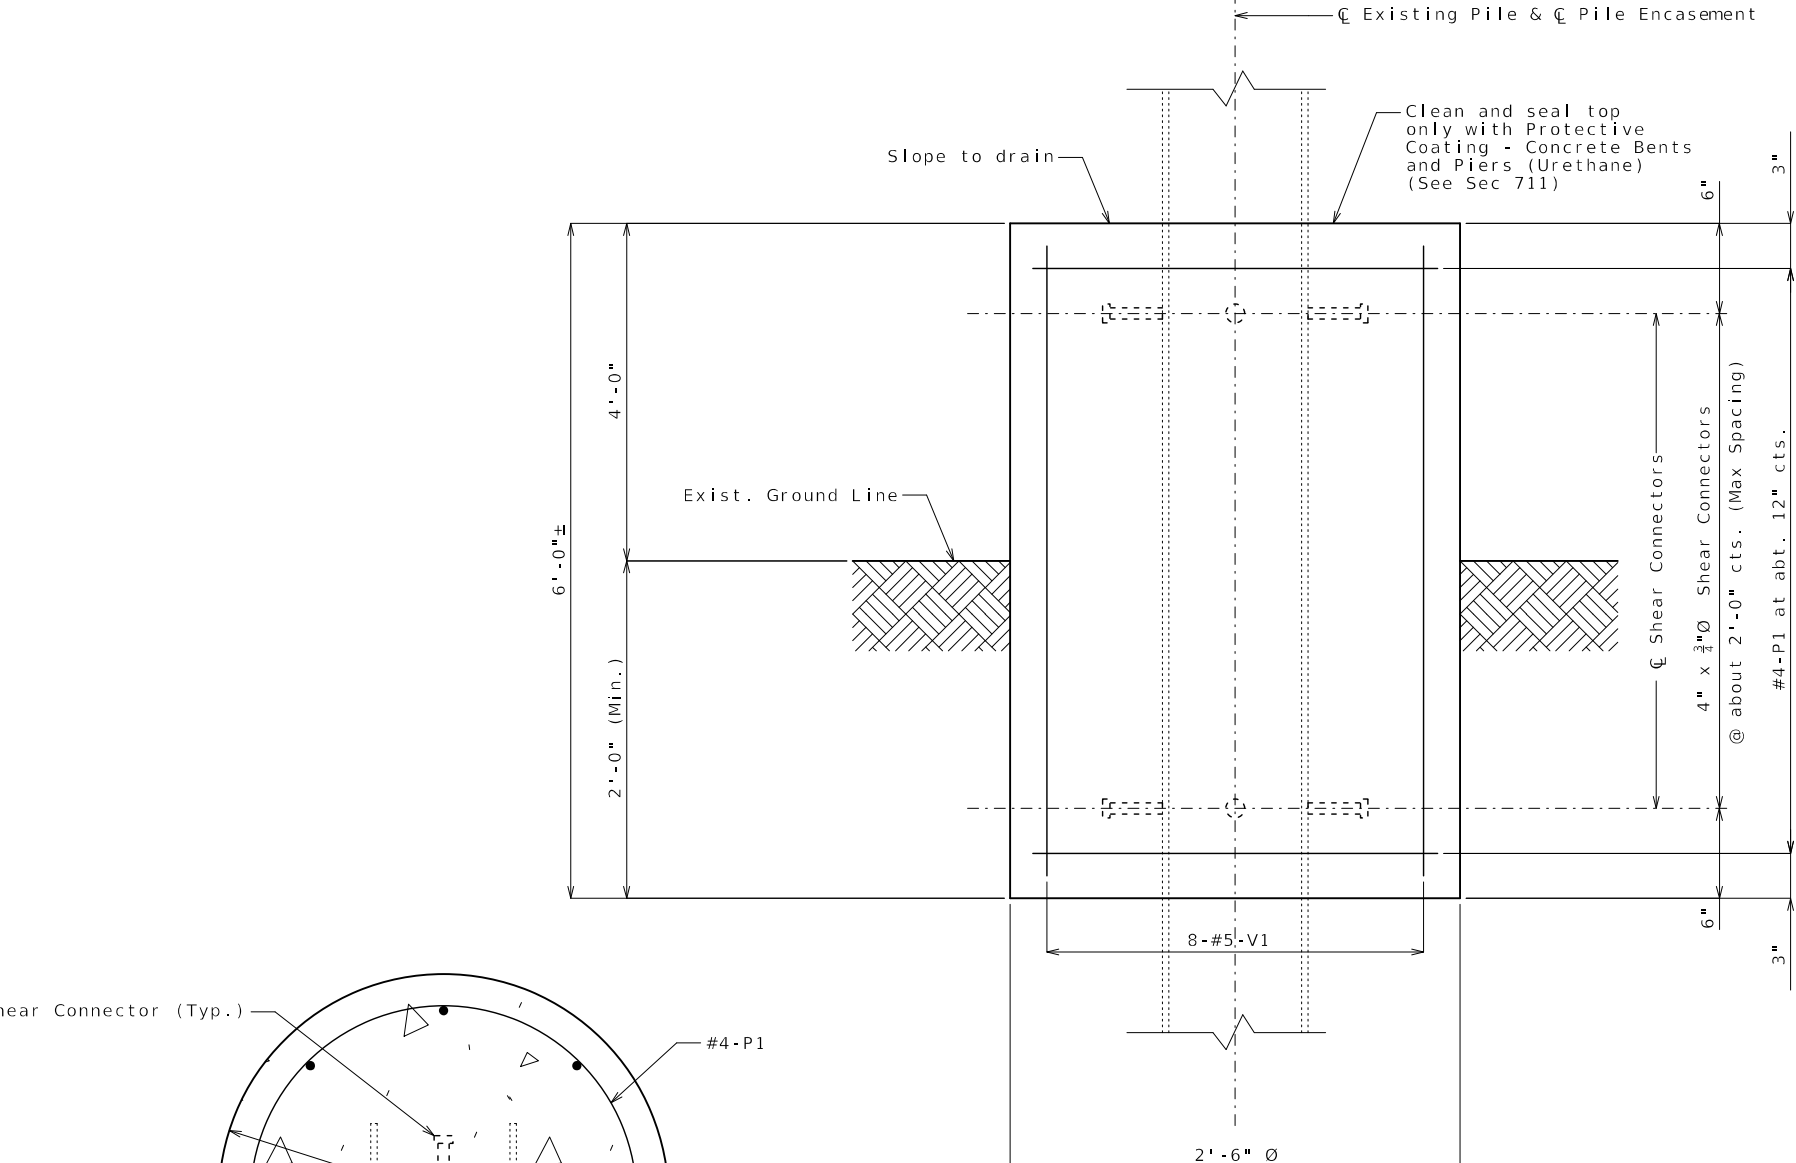 ℄ Existing Pile & ℄ Pile Encasement
Clean and seal top
only with Protective
Coating - Concrete Bents
and Piers (Urethane)
(See Sec 711)
Slope to drain
3"
6"
4'-0"
Exist. Ground Line
6'-0"±
2'-0" (Min.)
℄ Shear Connectors
4" x 3/4"Ø Shear Connectors
@ about 2'-0" cts. (Max Spacing)
#4-P1 at abt. 12" cts.
6"
3"
8-#5-V1
hear Connector (Typ.)
#4-P1
2'-6" Ø